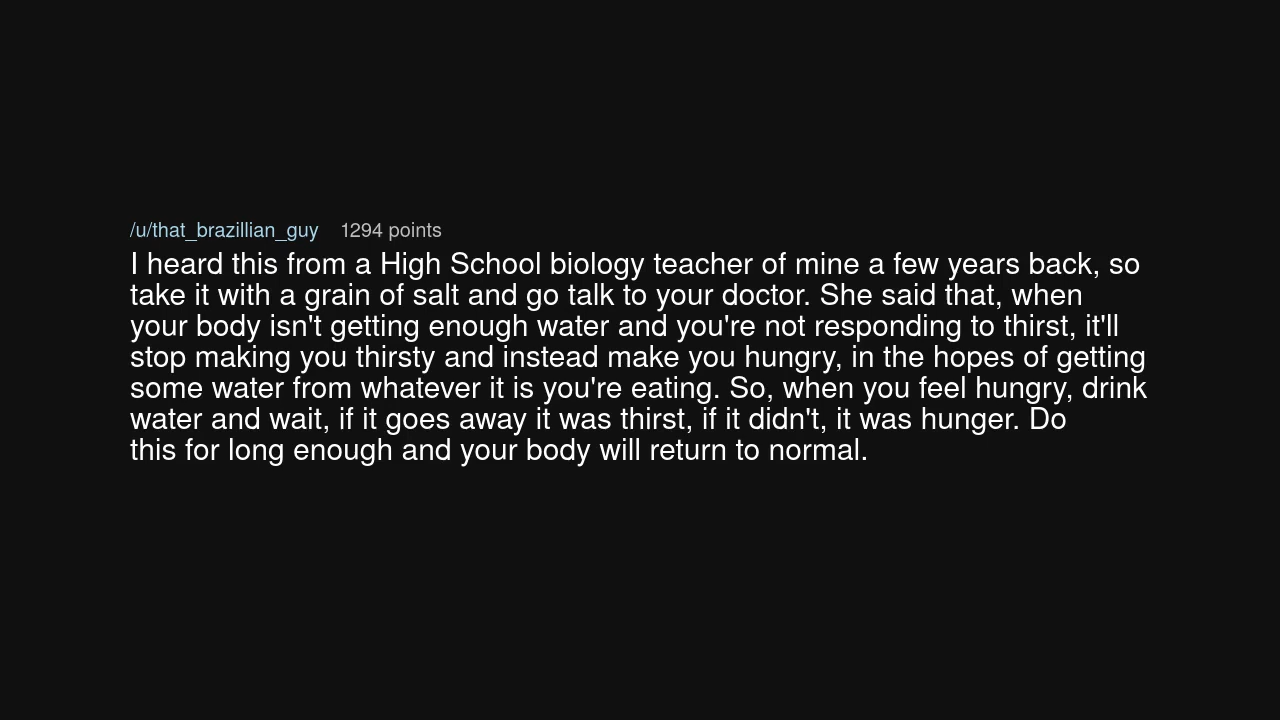 /u/that_brazillian_guy 1294 points
I heard this from a High School biology teacher of mine a few years back, so
take it with a grain of salt and go talk to your doctor. She said that, when
your body isn't getting enough water and you're not responding to thirst, it'll
stop making you thirsty and instead make you hungry, in the hopes of getting
some water from whatever it is you're eating. So, when you feel hungry, drink
water and wait, if it goes away it was thirst, if it didn't, it was hunger. Do
this for long enough and your body will return to normal.